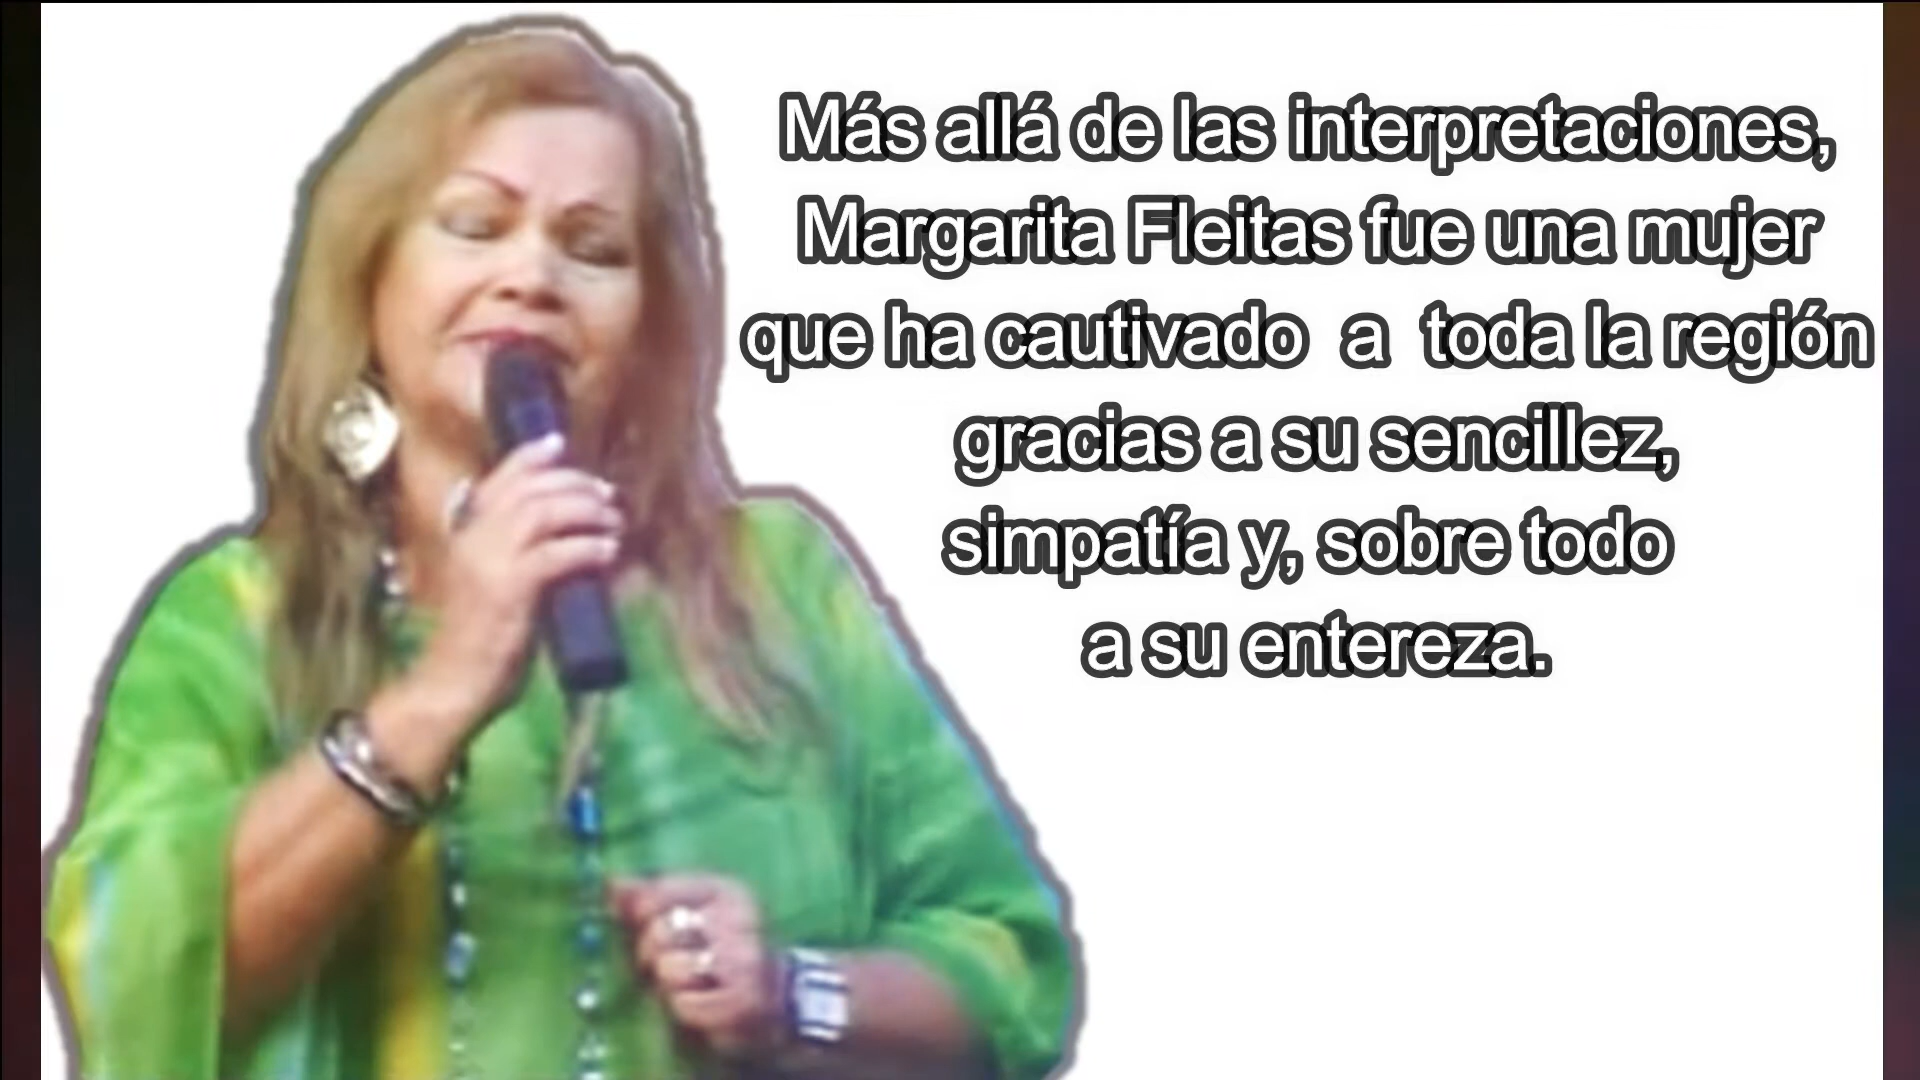 Más allá de las interpretaciones,
Margarita Fleitas fue una mujer
que ha cautivado  a  toda la región
gracias a su sencillez,
simpatía y, sobre todo
a su entereza.